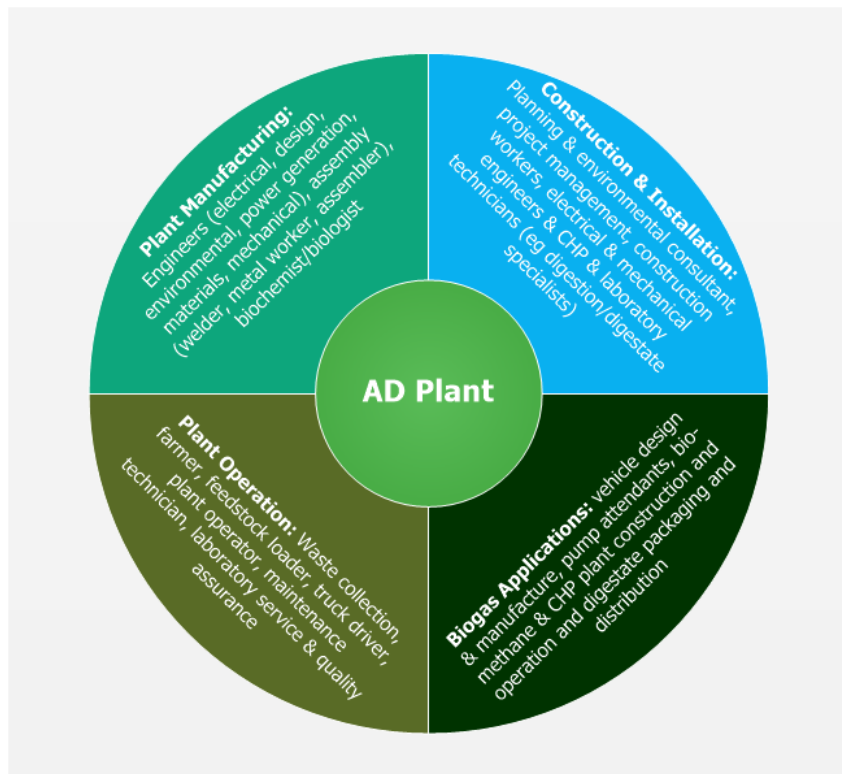 Plant Manufacturing:
Engineers (electrical, design,
environmental, power generation,
materials, mechanical), assembly
(welder, metal worker, assembler),
biochemist/biologist
Construction & Installation:
Planning & environmental consultant,
project management, construction
workers, electrical & mechanical
engineers & CHP & laboratory
technicians (eg digestion/digestate
specialists)
AD Plant
Plant Operation: Waste collection,
farmer, feedstock loader, truck driver,
plant operator, maintenance
technician, laboratory service & quality
assurance
Biogas Applications: vehicle design
& manufacture, pump attendants, bio-
methane & CHP plant construction and
operation and digestate packaging and
distribution